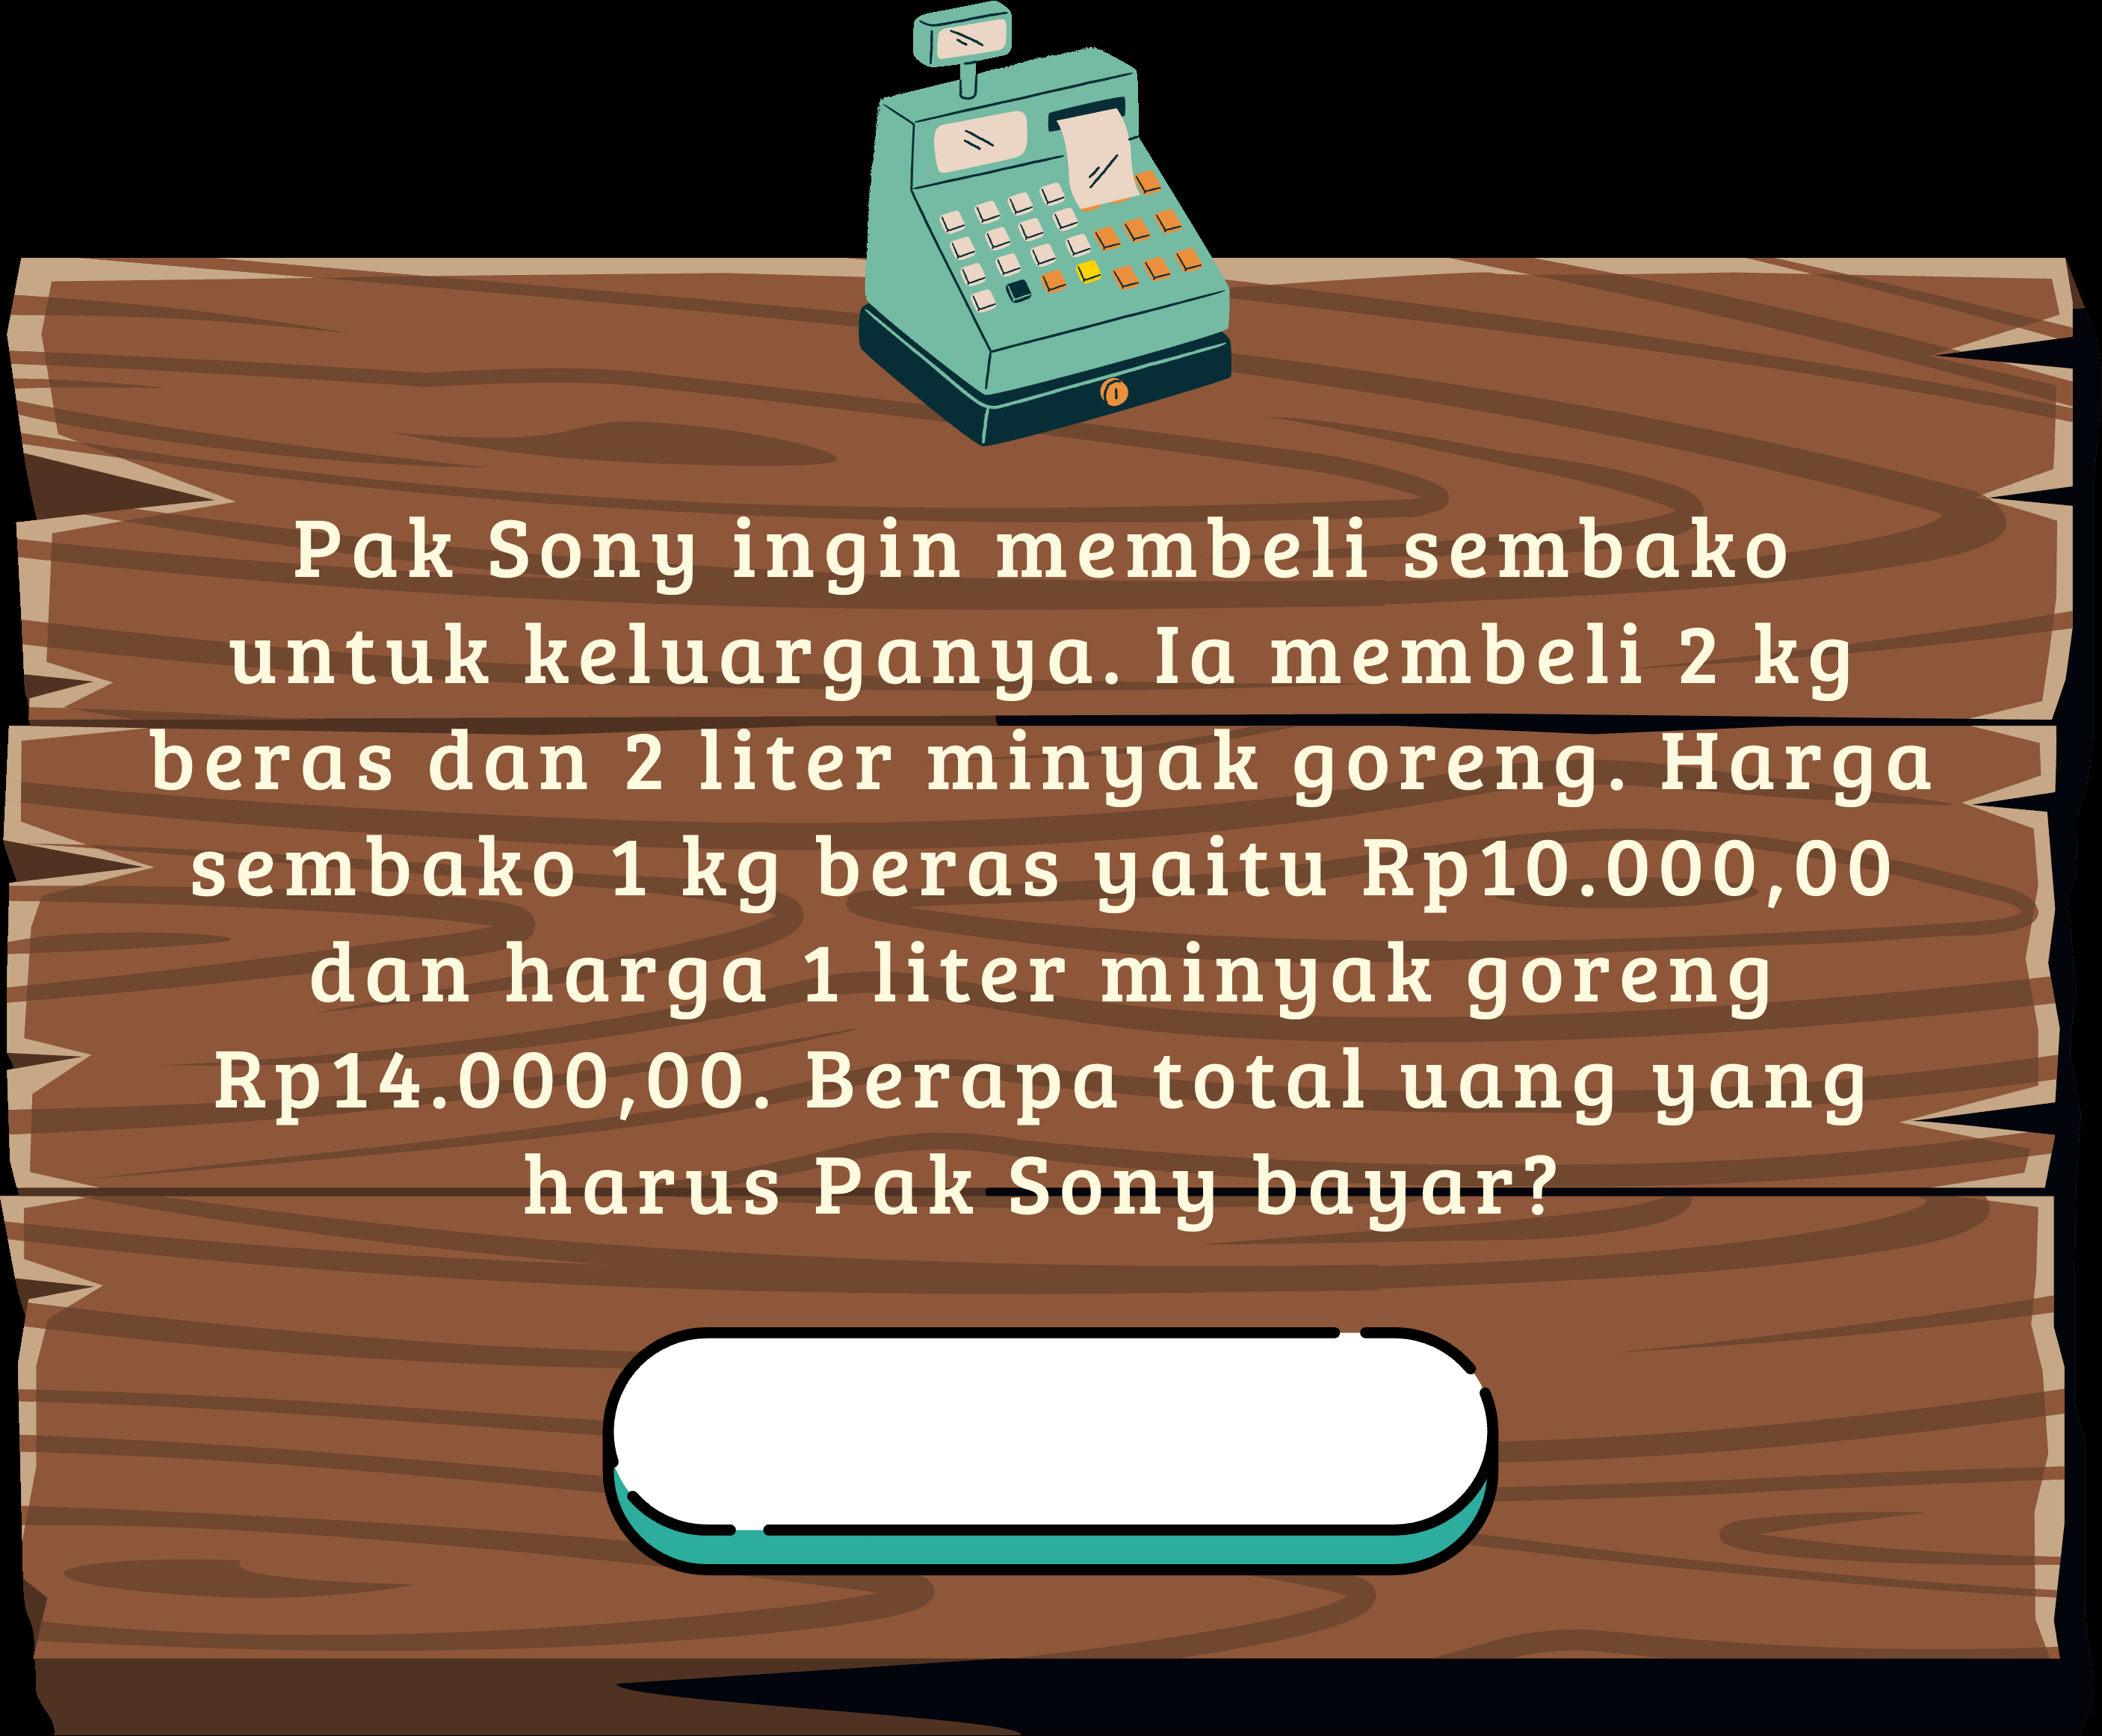 Pak Sony ingin membeli sembako
untuk keluarganya. Ia membeli 2 kg
beras dan 2 liter minyak goreng. Harga
sembako 1 kg beras yaitu Rp10.000,00
dan harga 1 liter minyak goreng
Rp14.000,00. Berapa total uang yang
harus Pak Sony bayar?